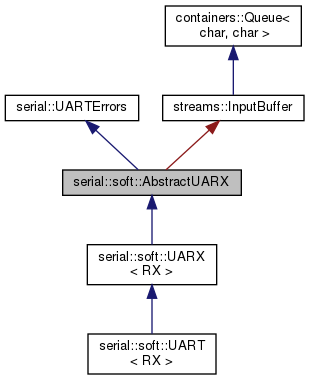 containers::Queue<
char, char >
serial::UARTErrors
streams::InputBuffer
serial::soft::AbstractUARX
serial::soft::UARX
< RX >
serial::soft::UART
< RX >